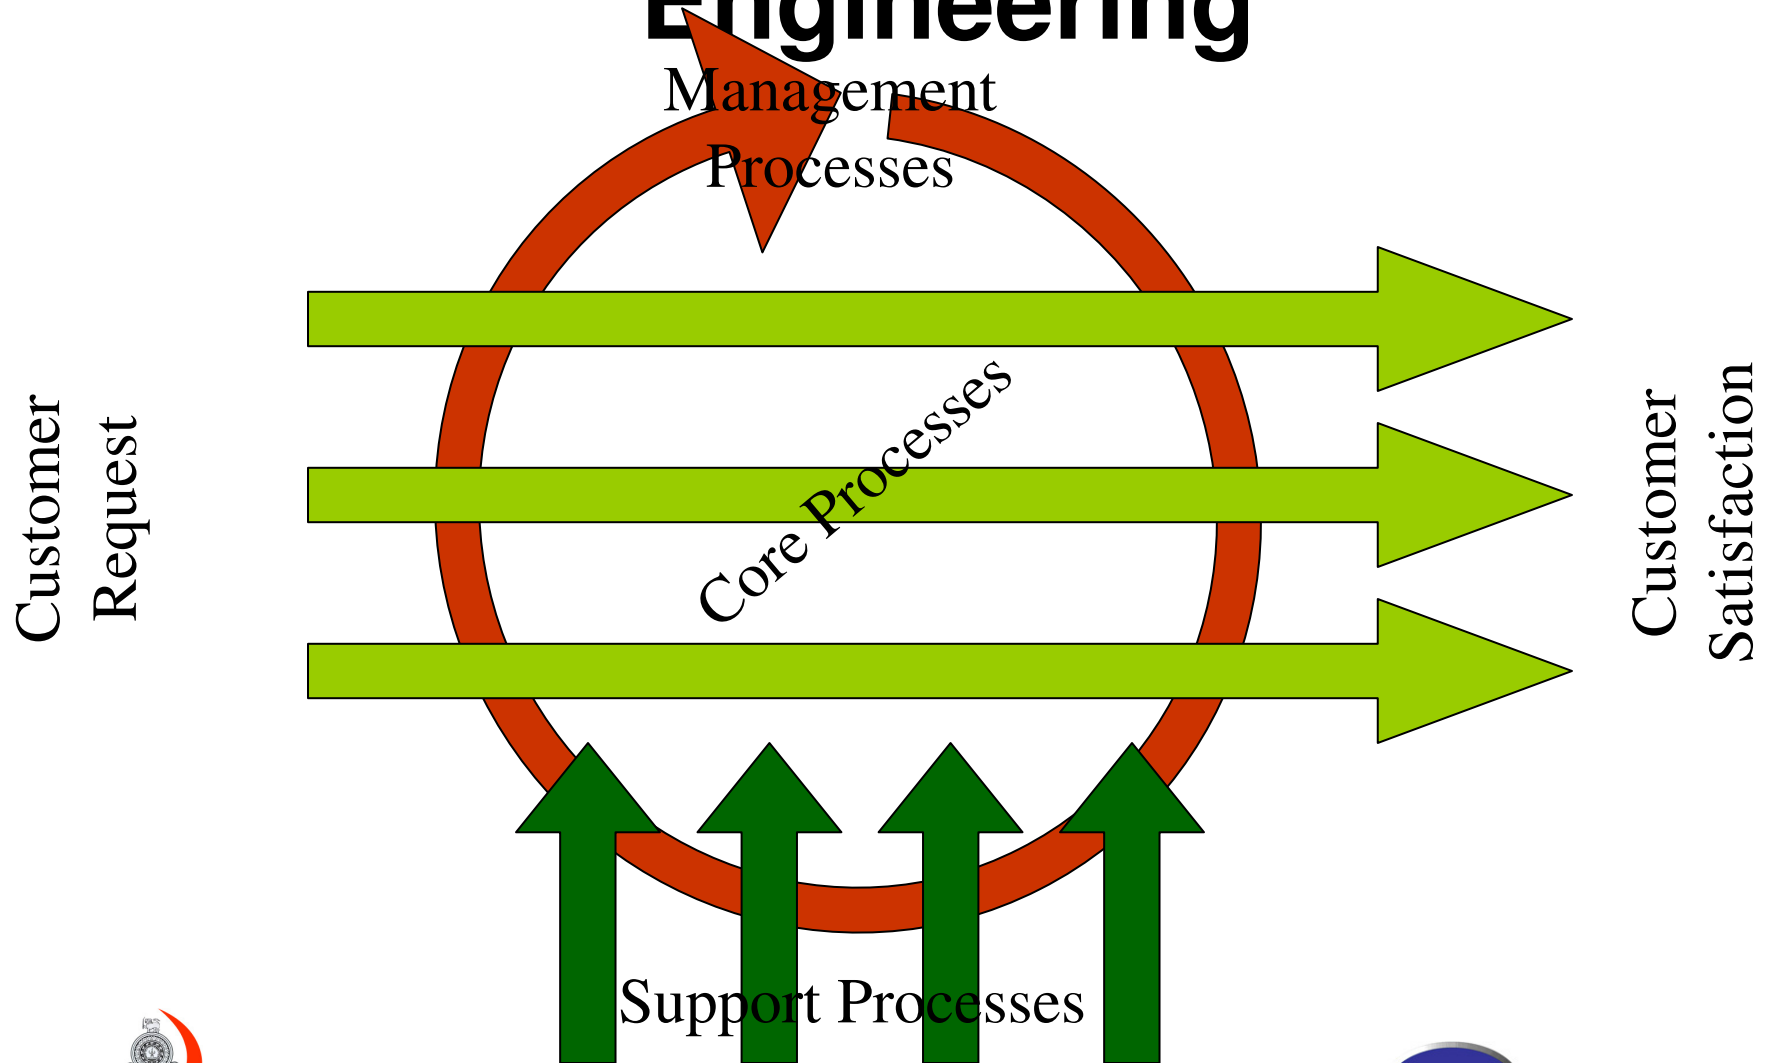 Engineering
Management
Processes
Customer
Request
Core Processes
Customer
Satisfaction
Support Processes